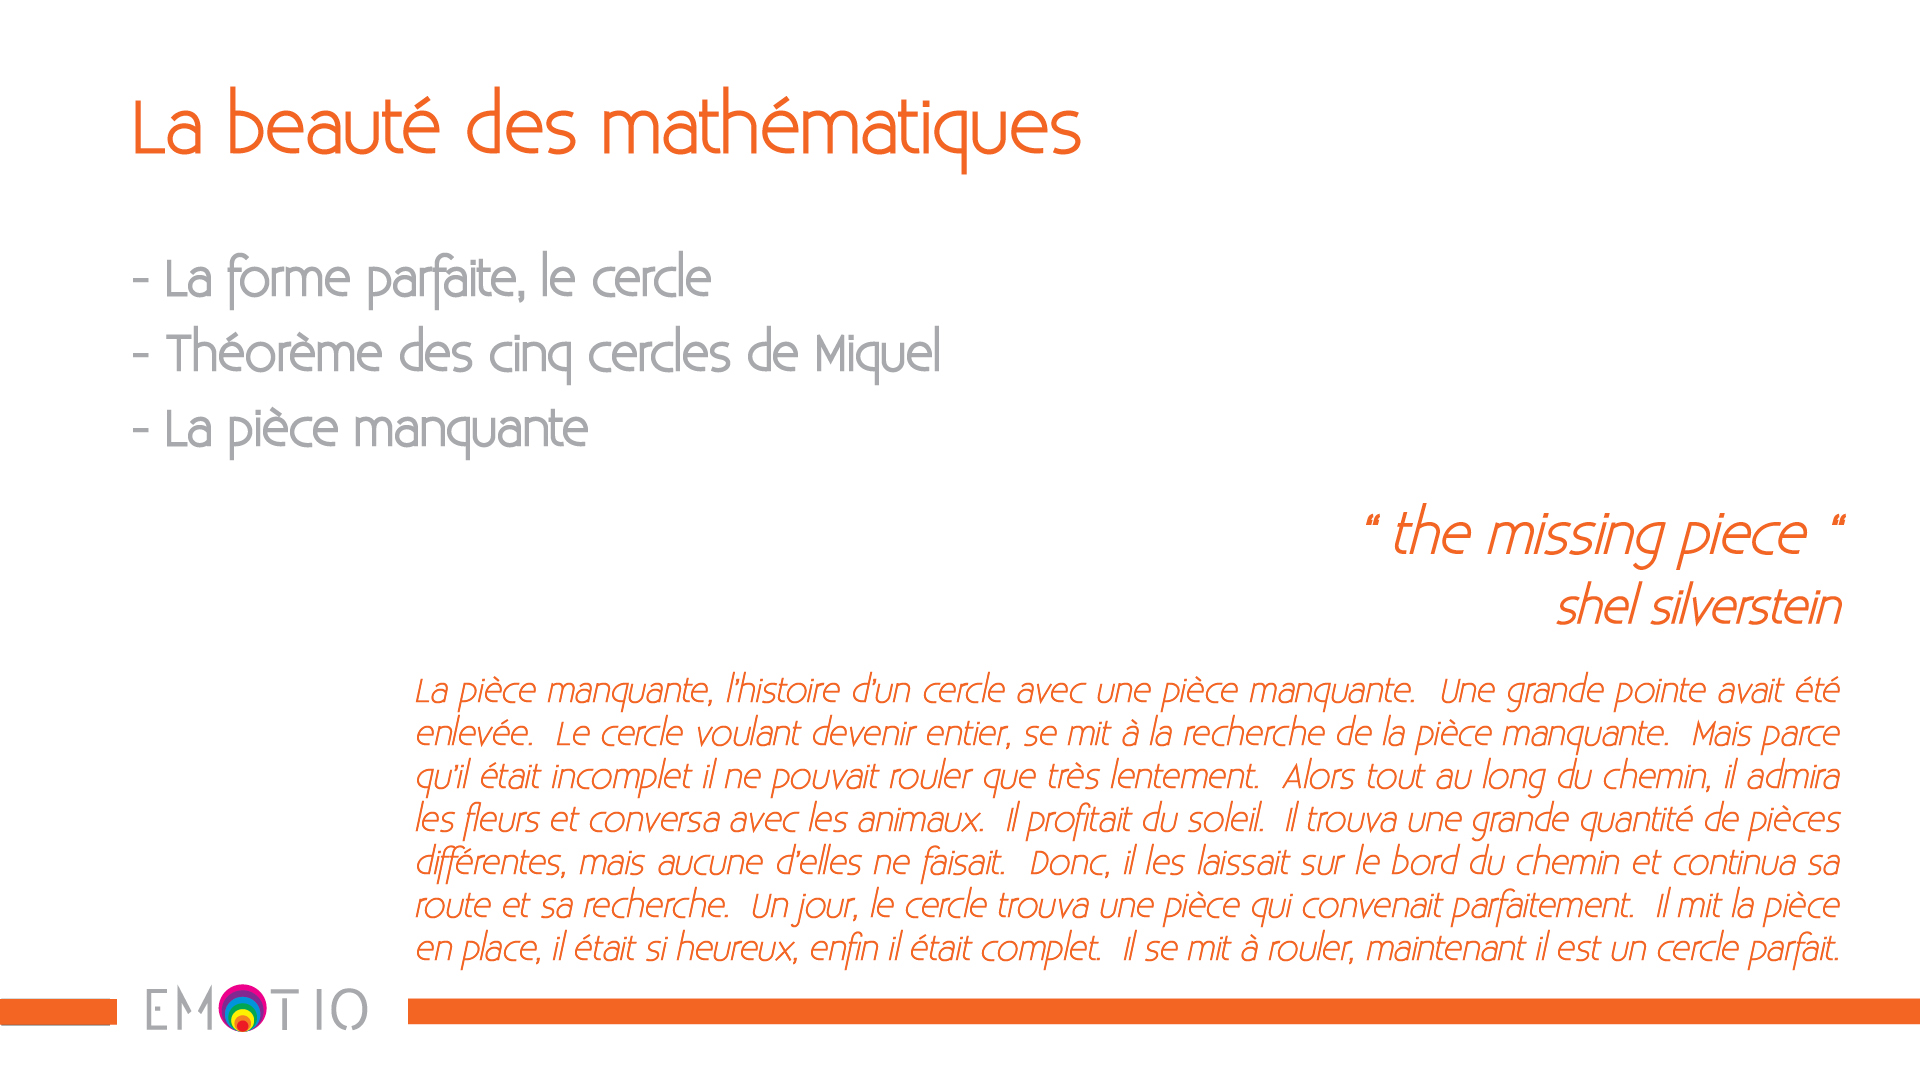 La beauté des mathématiques
- La forme parfaite, le cercle
- Théorème des cinq cercles de Miquel
- La pièce manquante
“ the missing piece “
shel silverstein
La pièce manquante, l’histoire d’un cercle avec une pièce manquante. Une grande pointe avait été
enlevée. Le cercle voulant devenir entier, se mit à la recherche de la pièce manquante. Mais parce
qu’il était incomplet il ne pouvait rouler que très lentement. Alors tout au long du chemin, il admira
les fleurs et conversa avec les animaux. Il profitait du soleil. Il trouva une grande quantité de pièces
différentes, mais aucune d’elles ne faisait. Donc, il les laissait sur le bord du chemin et continua sa
route et sa recherche. Un jour, le cercle trouva une pièce qui convenait parfaitement. Il mit la pièce
en place, il était si heureux, enfin il était complet. Il se mit à rouler, maintenant il est un cercle parfait.
EMOTIO